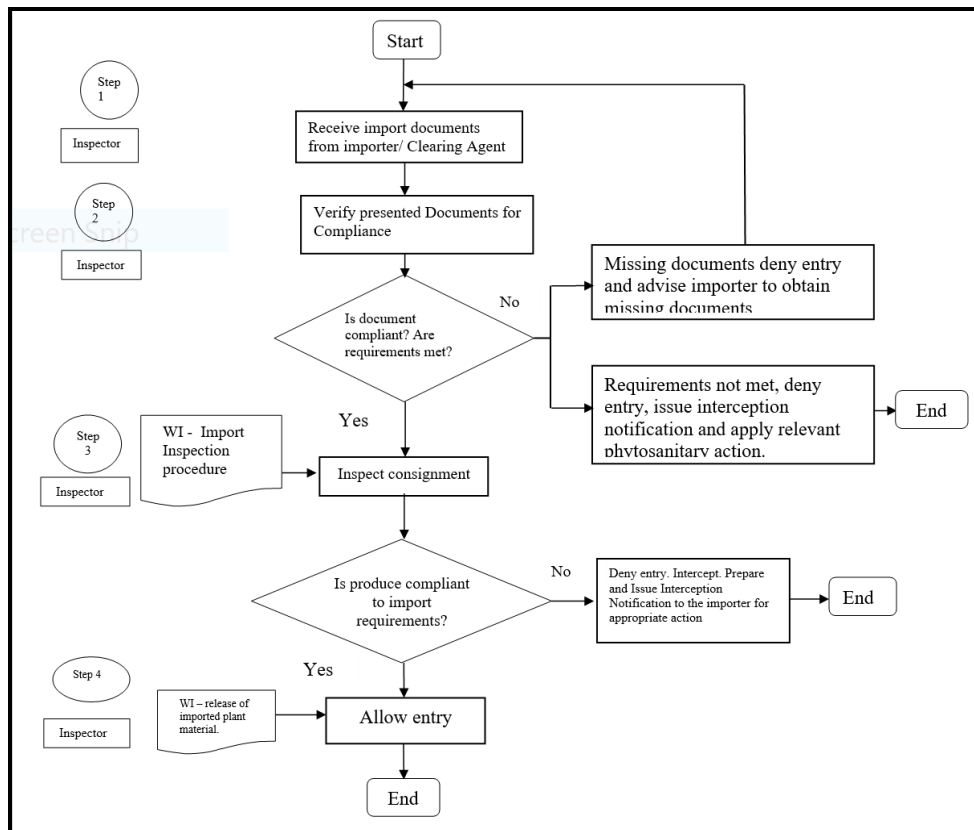 Start
Step
1
Inspector
Receive import documents
from importer/ Clearing Agent
Step
2
Inspector
creen Snip
Verify presented Documents for
Compliance
Is document
compliant? Are
requirements met?
No
Missing documents deny entry
and advise importer to obtain
missing documents
Requirements not met, deny
entry, issue interception
notification and apply relevant
phytosanitary action.
End
Yes
Step
3
Inspector
WI - Import
Inspection
procedure
Inspect consignment
Is produce compliant
to import
requirements?
No
Deny entry. Intercept. Prepare
and Issue Interception
Notification to the importer for
appropriate action
End
Yes
Step 4
Inspector
WI – release of
imported plant
material.
Allow entry
End